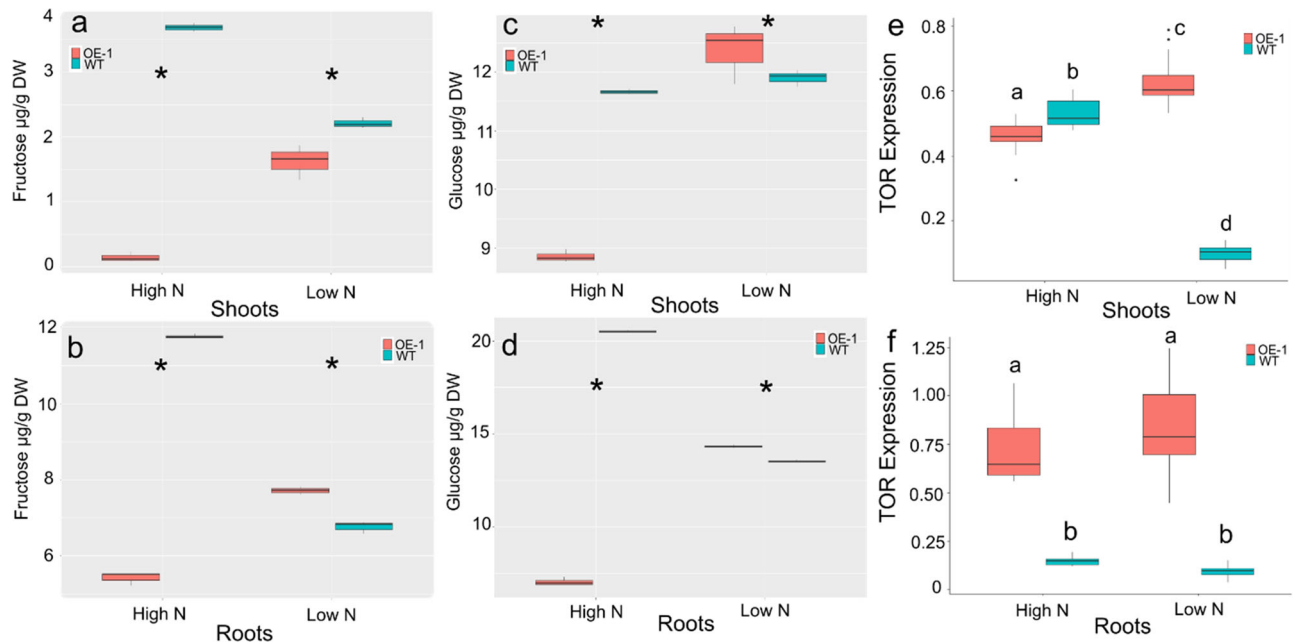 a
OE-1
WT
*
*
Fructose µg/g DW
4
3
2
1
0
High N
Low N
Shoots
c
OE-1
WT
*
*
Glucose µg/g DW
12
11
12
10
9
High N
Low N
Shoots
e
OE-1
WT
a
b
c
d
TOR Expression
0.8
0.6
0.4
0.2
High N
Low N
Shoots
b
OE-1
WT
*
*
Fructose µg/g DW
12
10
8
6
High N
Low N
Roots
d
OE-1
WT
*
*
Glucose µg/g DW
20
15
10
High N
Low N
Roots
f
OE-1
WT
a
b
a
b
TOR Expression
1.25
1.00
0.75
0.50
0.25
0
High N
Low N
Roots